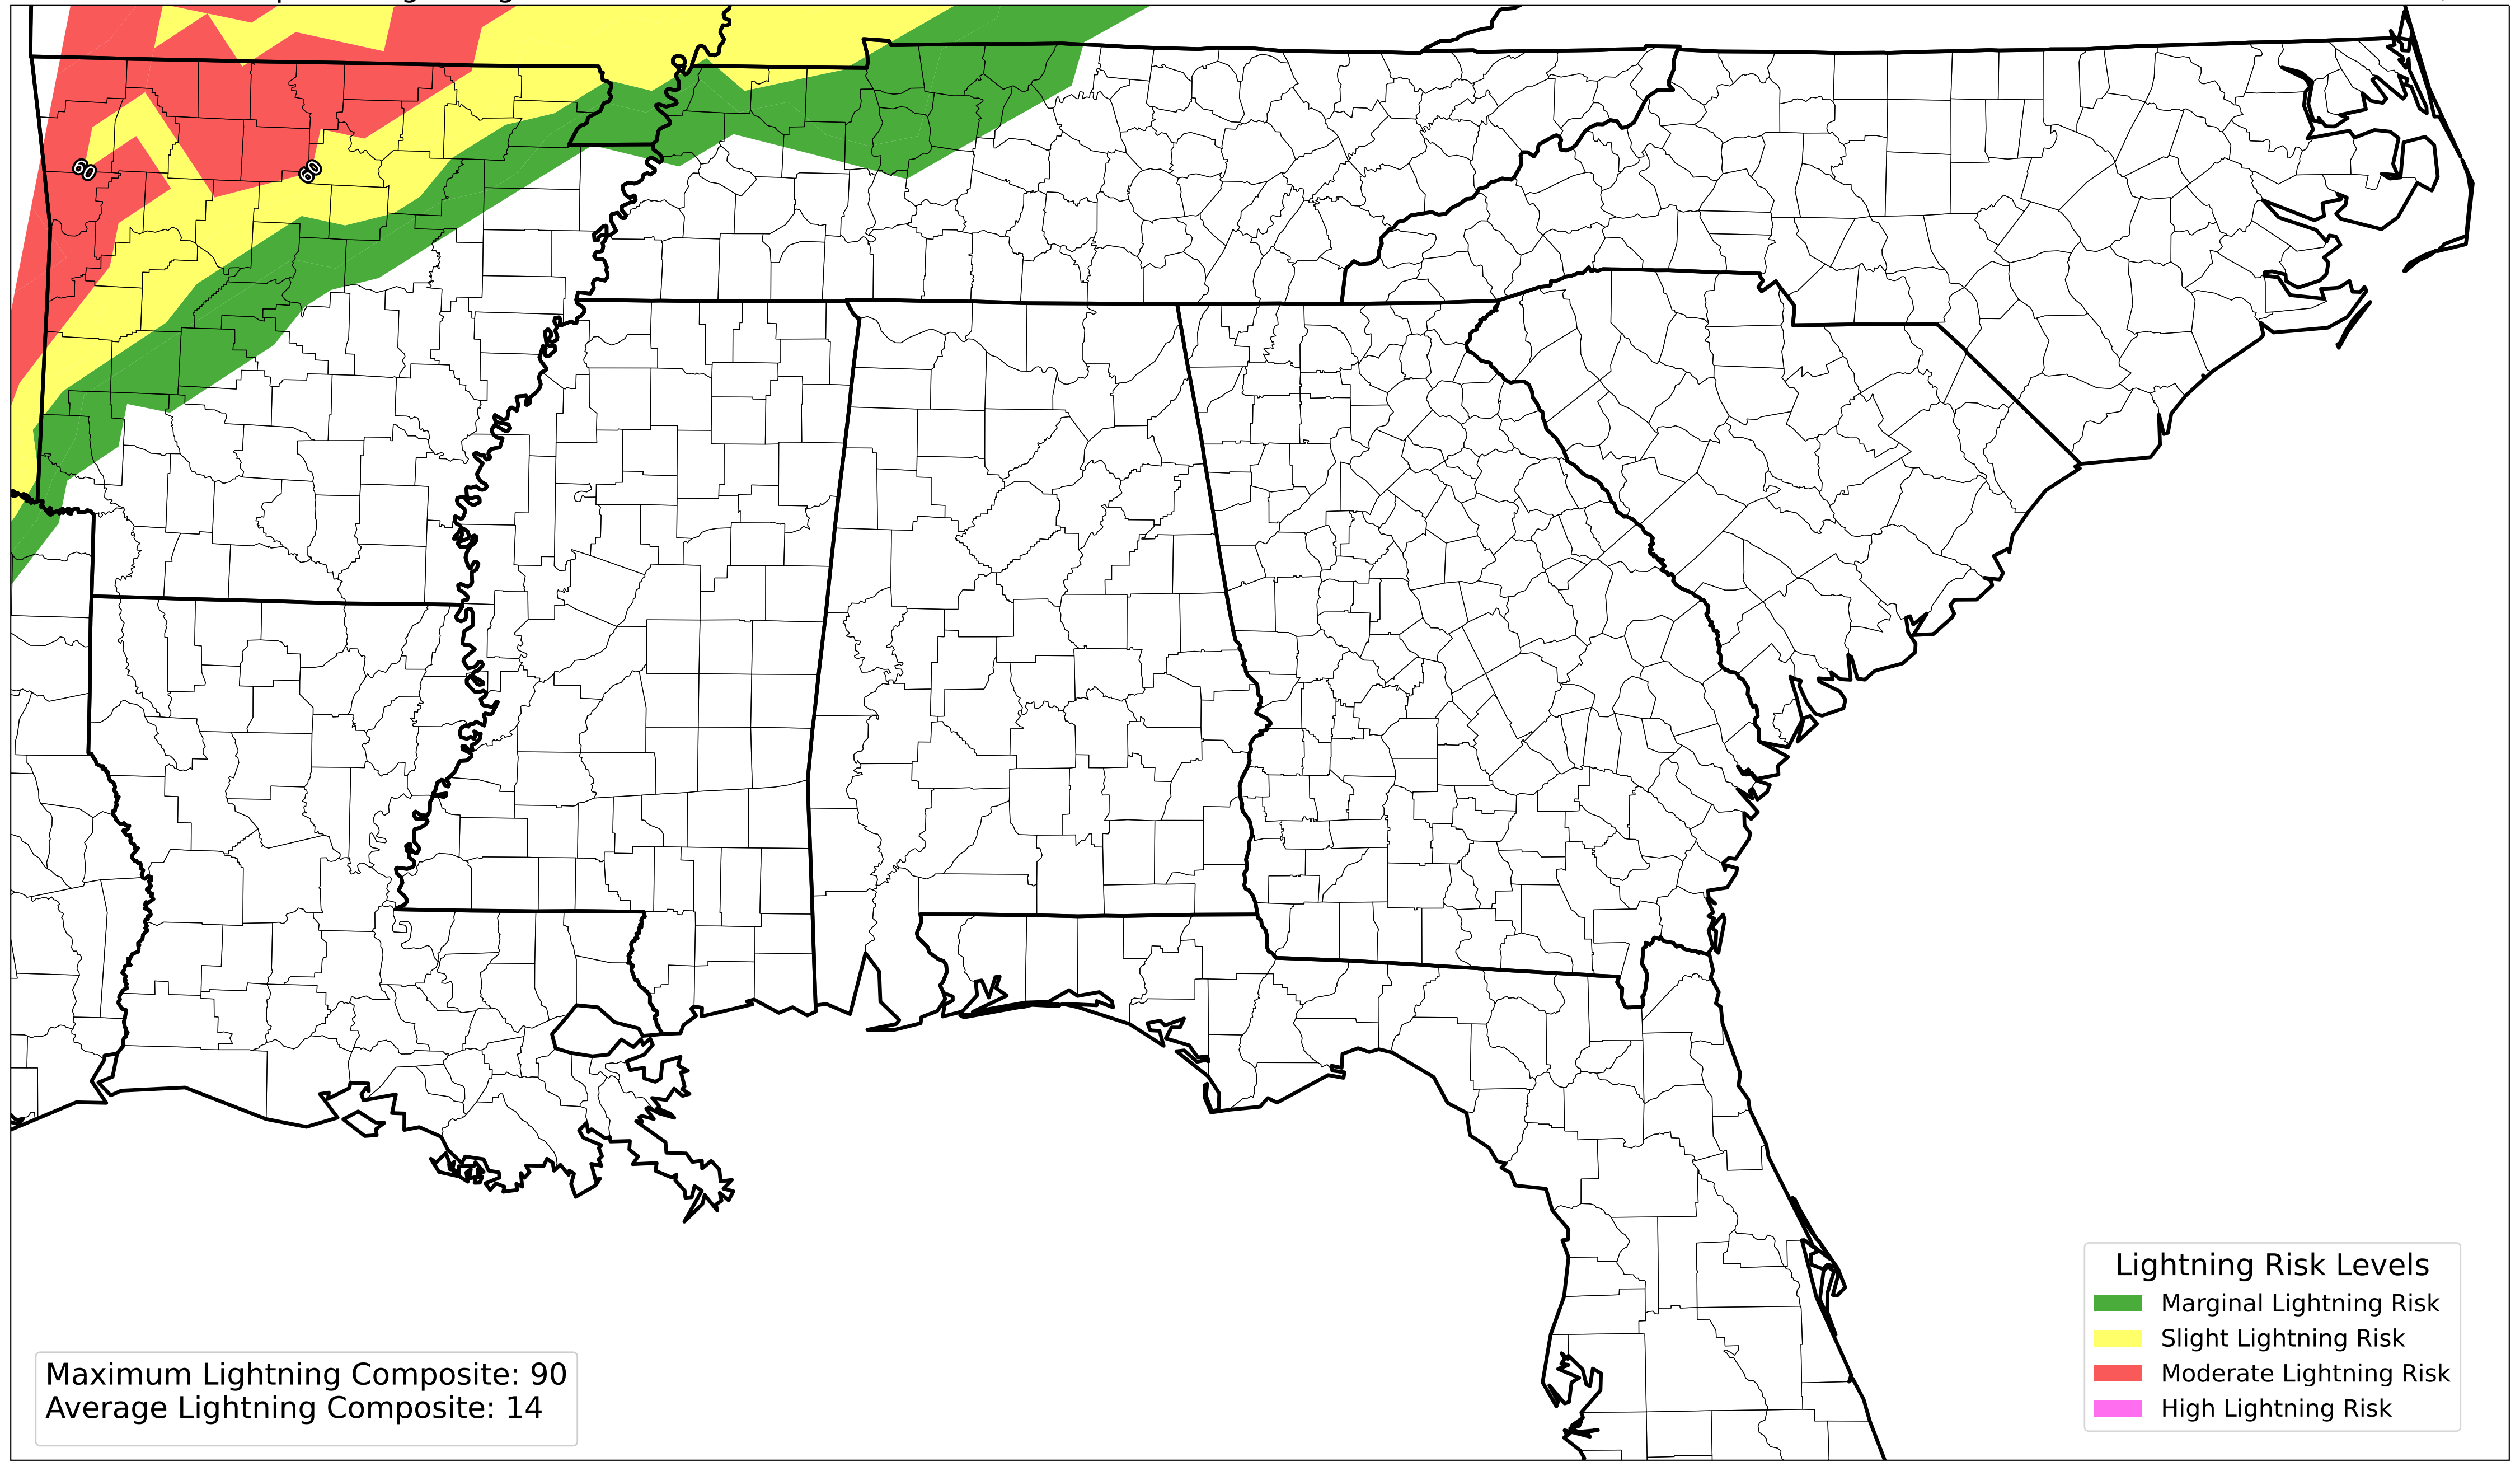 60
60
Lightning Risk Levels
Marginal Lightning Risk
Slight Lightning Risk
Moderate Lightning Risk
High Lightning Risk
Maximum Lightning Composite: 90
Average Lightning Composite: 14